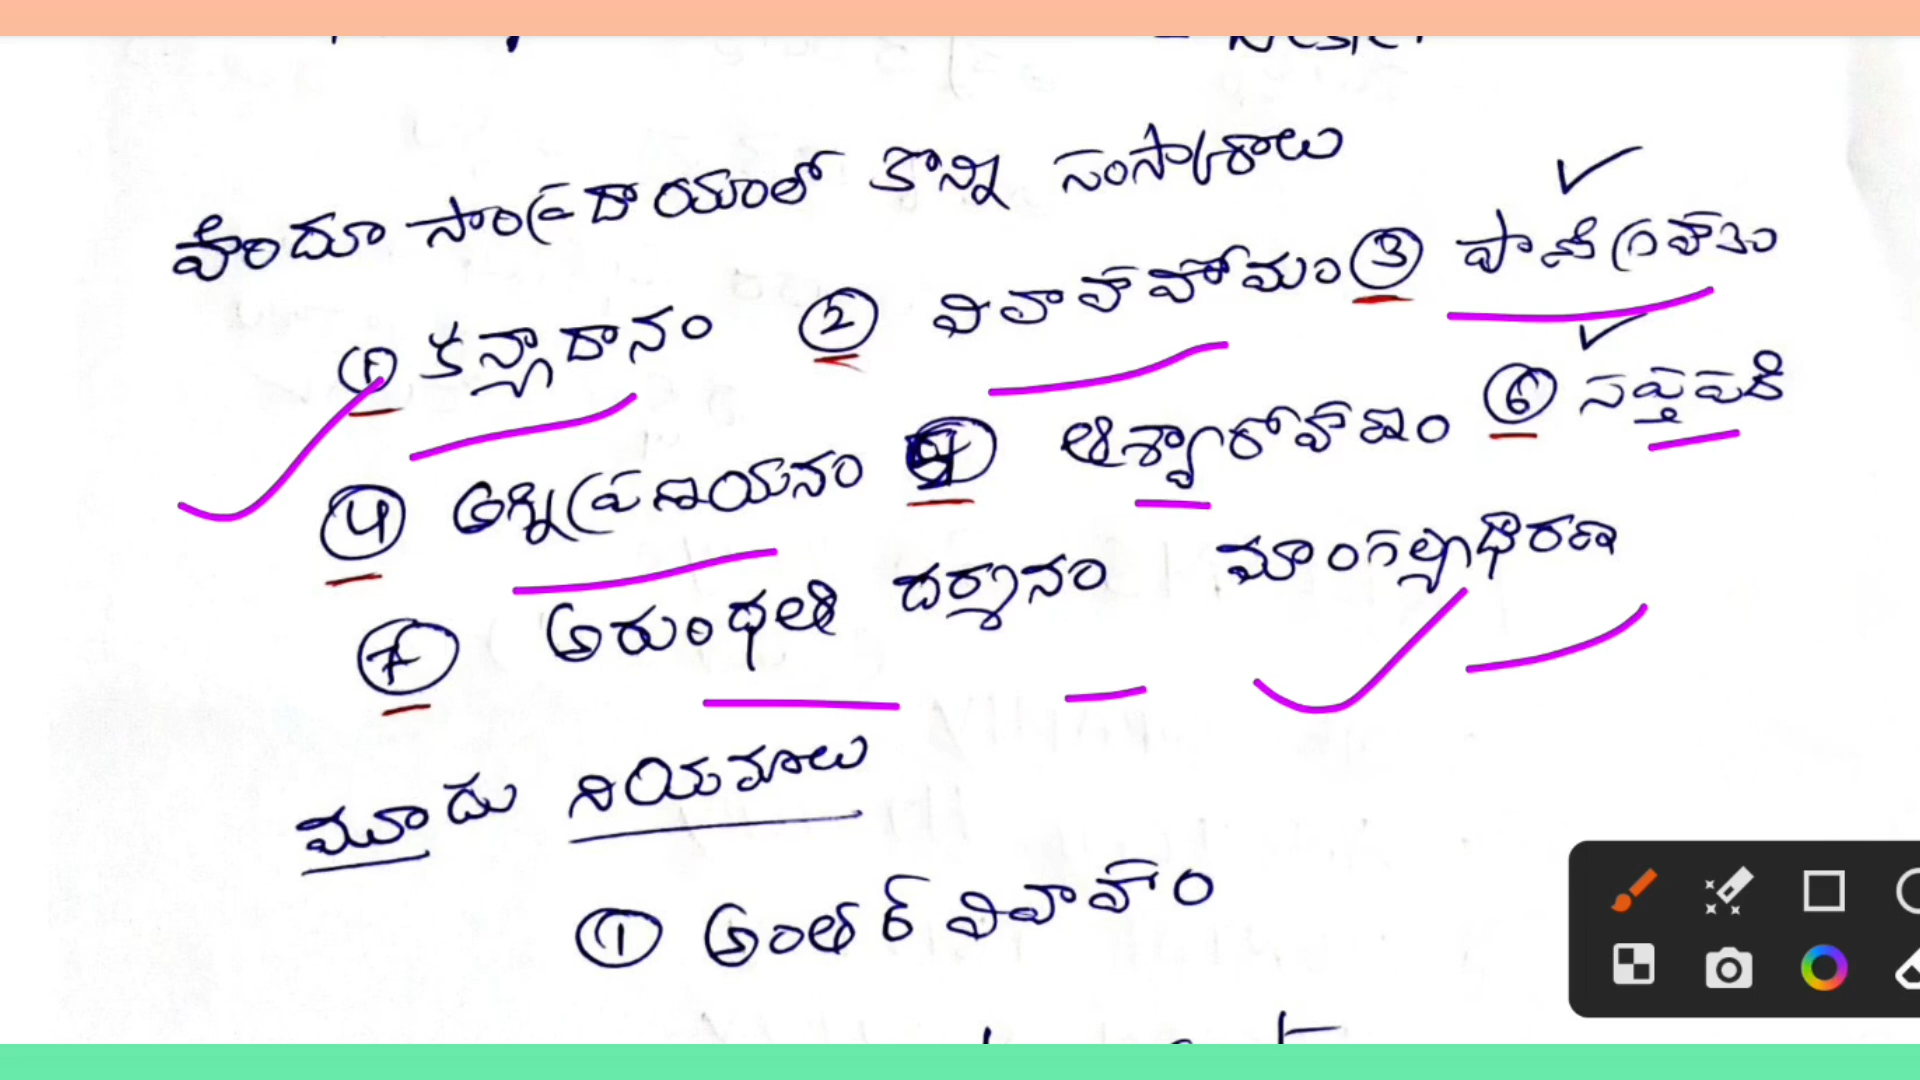 హిందూ సాంప్రదాయాలలో కొన్ని సంస్కారాలు
① కన్యాదానం ② వివాహహోమం ③ పాణిగ్రహణం
④ అగ్నిప్రణయనం ⑤ అశ్వారోహణం ⑥ సప్తపది
⑦ అరుంధతి దర్శనం మాంగల్యధారణ
మూడు నియమాలు
① అంతర్ వివాహం